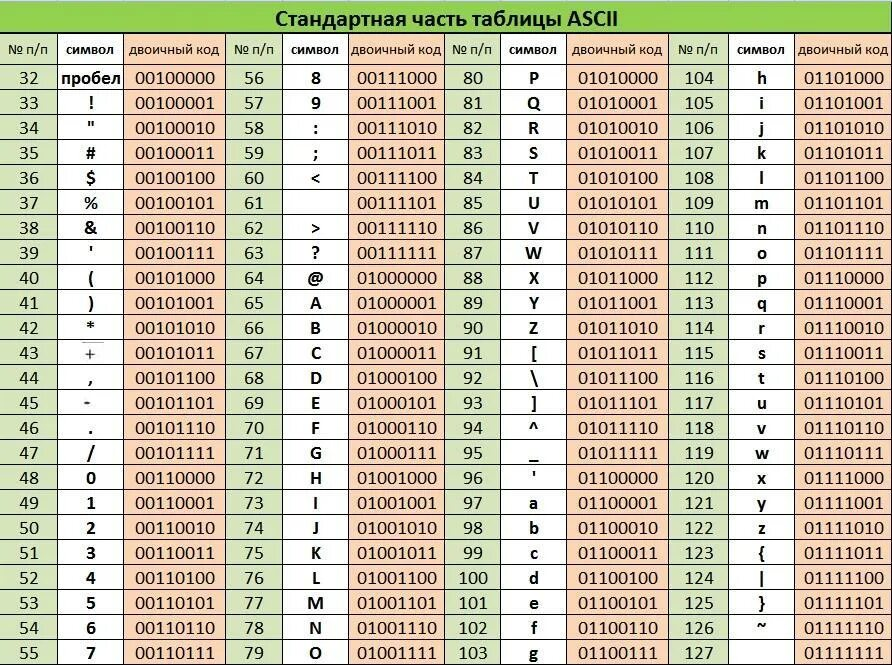 Стандартная часть таблицы ASCII
№ п/п символ двоичный код № п/п символ двоичный код № п/п символ двоичный код № п/п символ двоичный код
32 пробел 00100000 56 8 00111000 80 P 01010000 104 h 01101000
33 ! 00100001 57 9 00111001 81 Q 01010001 105 i 01101001
34 " 00100010 58 : 00111010 82 R 01010010 106 j 01101010
35 # 00100011 59 ; 00111011 83 S 01010011 107 k 01101011
36 $ 00100100 60 < 00111100 84 T 01010100 108 l 01101100
37 % 00100101 61 00111101 85 U 01010101 109 m 01101101
38 & 00100110 62 > 00111110 86 V 01010110 110 n 01101110
39 ' 00100111 63 ? 00111111 87 W 01010111 111 o 01101111
40 ( 00101000 64 @ 01000000 88 X 01011000 112 p 01110000
41 ) 00101001 65 A 01000001 89 Y 01011001 113 q 01110001
42 * 00101010 66 B 01000010 90 Z 01011010 114 r 01110010
43 + 00101011 67 C 01000011 91 [ 01011011 115 s 01110011
44 , 00101100 68 D 01000100 92 \ 01011100 116 t 01110100
45 - 00101101 69 E 01000101 93 ] 01011101 117 u 01110101
46 . 00101110 70 F 01000110 94 ^ 01011110 118 v 01110110
47 / 00101111 71 G 01000111 95 _ 01011111 119 w 01110111
48 0 00110000 72 H 01001000 96 ' 01100000 120 x 01111000
49 1 00110001 73 I 01001001 97 a 01100001 121 y 01111001
50 2 00110010 74 J 01001010 98 b 01100010 122 z 01111010
51 3 00110011 75 K 01001011 99 c 01100011 123 { 01111011
52 4 00110100 76 L 01001100 100 d 01100100 124 | 01111100
53 5 00110101 77 M 01001101 101 e 01100101 125 } 01111101
54 6 00110110 78 N 01001110 102 f 01100110 126 ~ 01111110
55 7 00110111 79 O 01001111 103 g 01100111 127 01111111